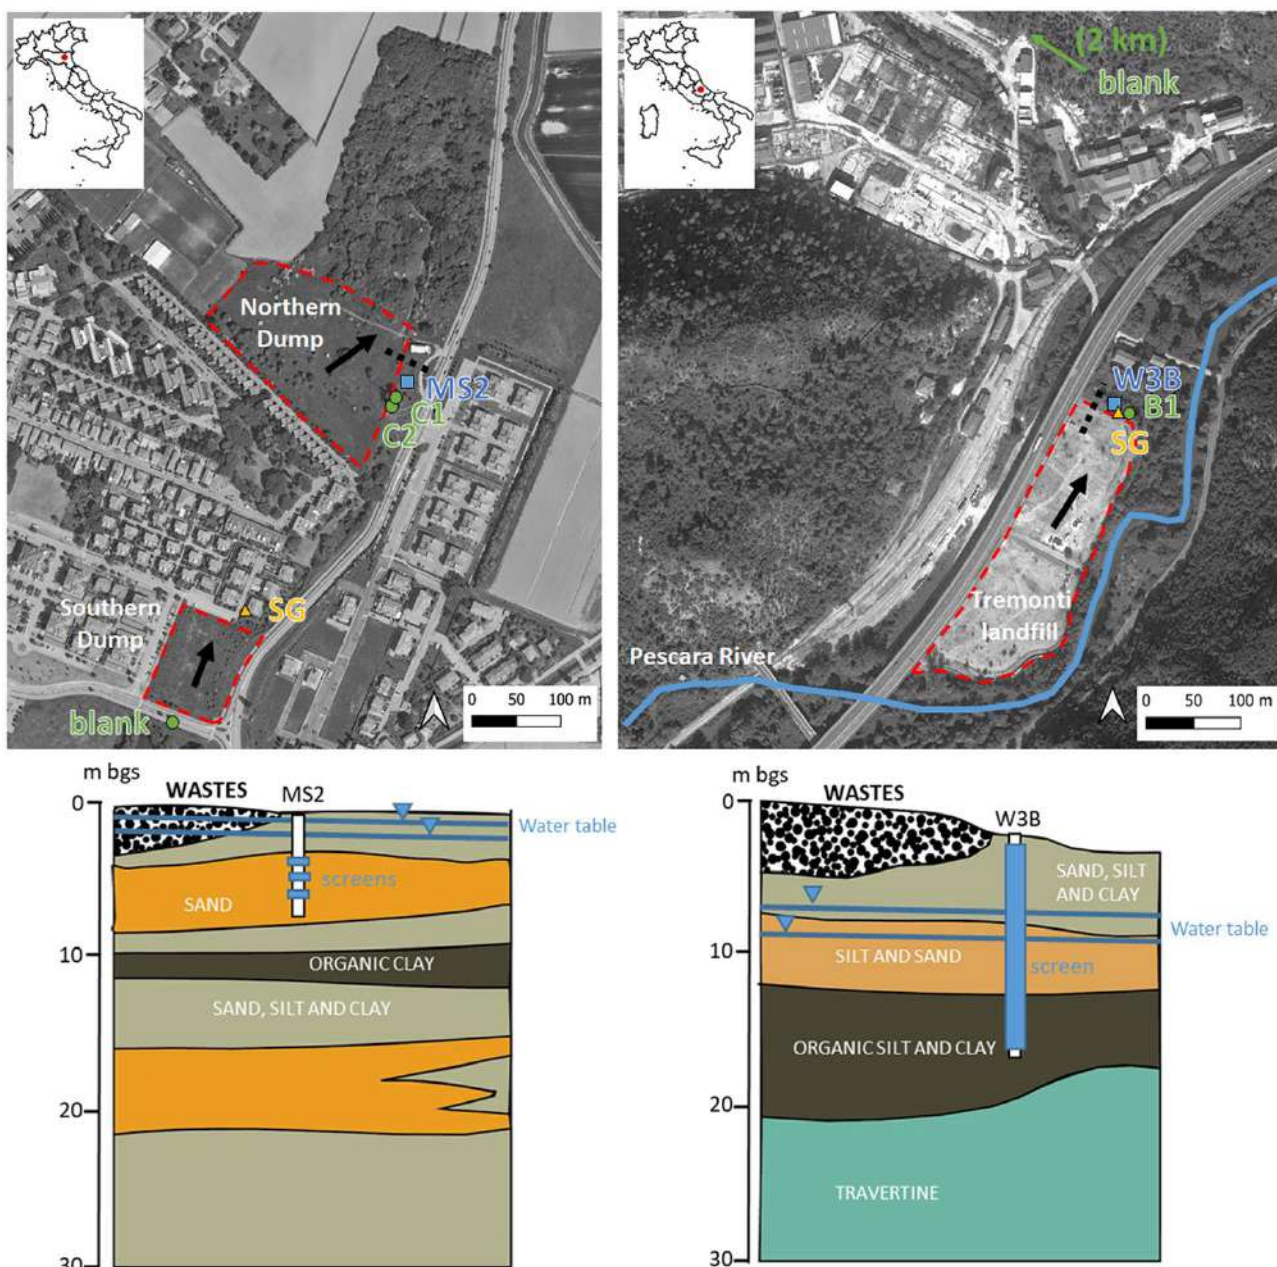 Northern
Dump
MS2
C1
C2
Southern
Dump
SG
blank
0 50 100 m
(2 km)
blank
W3B
B1
SG
Tremonti
landfill
Pescara River
0 50 100 m
m bgs
WASTES
MS2
0
Water table
screens
SAND
10
ORGANIC CLAY
SAND, SILT AND CLAY
20
30
m bgs
WASTES
W3B
0
SAND, SILT
AND CLAY
Water table
10
SILT AND SAND
screen
ORGANIC SILT AND CLAY
20
TRAVERTINE
30